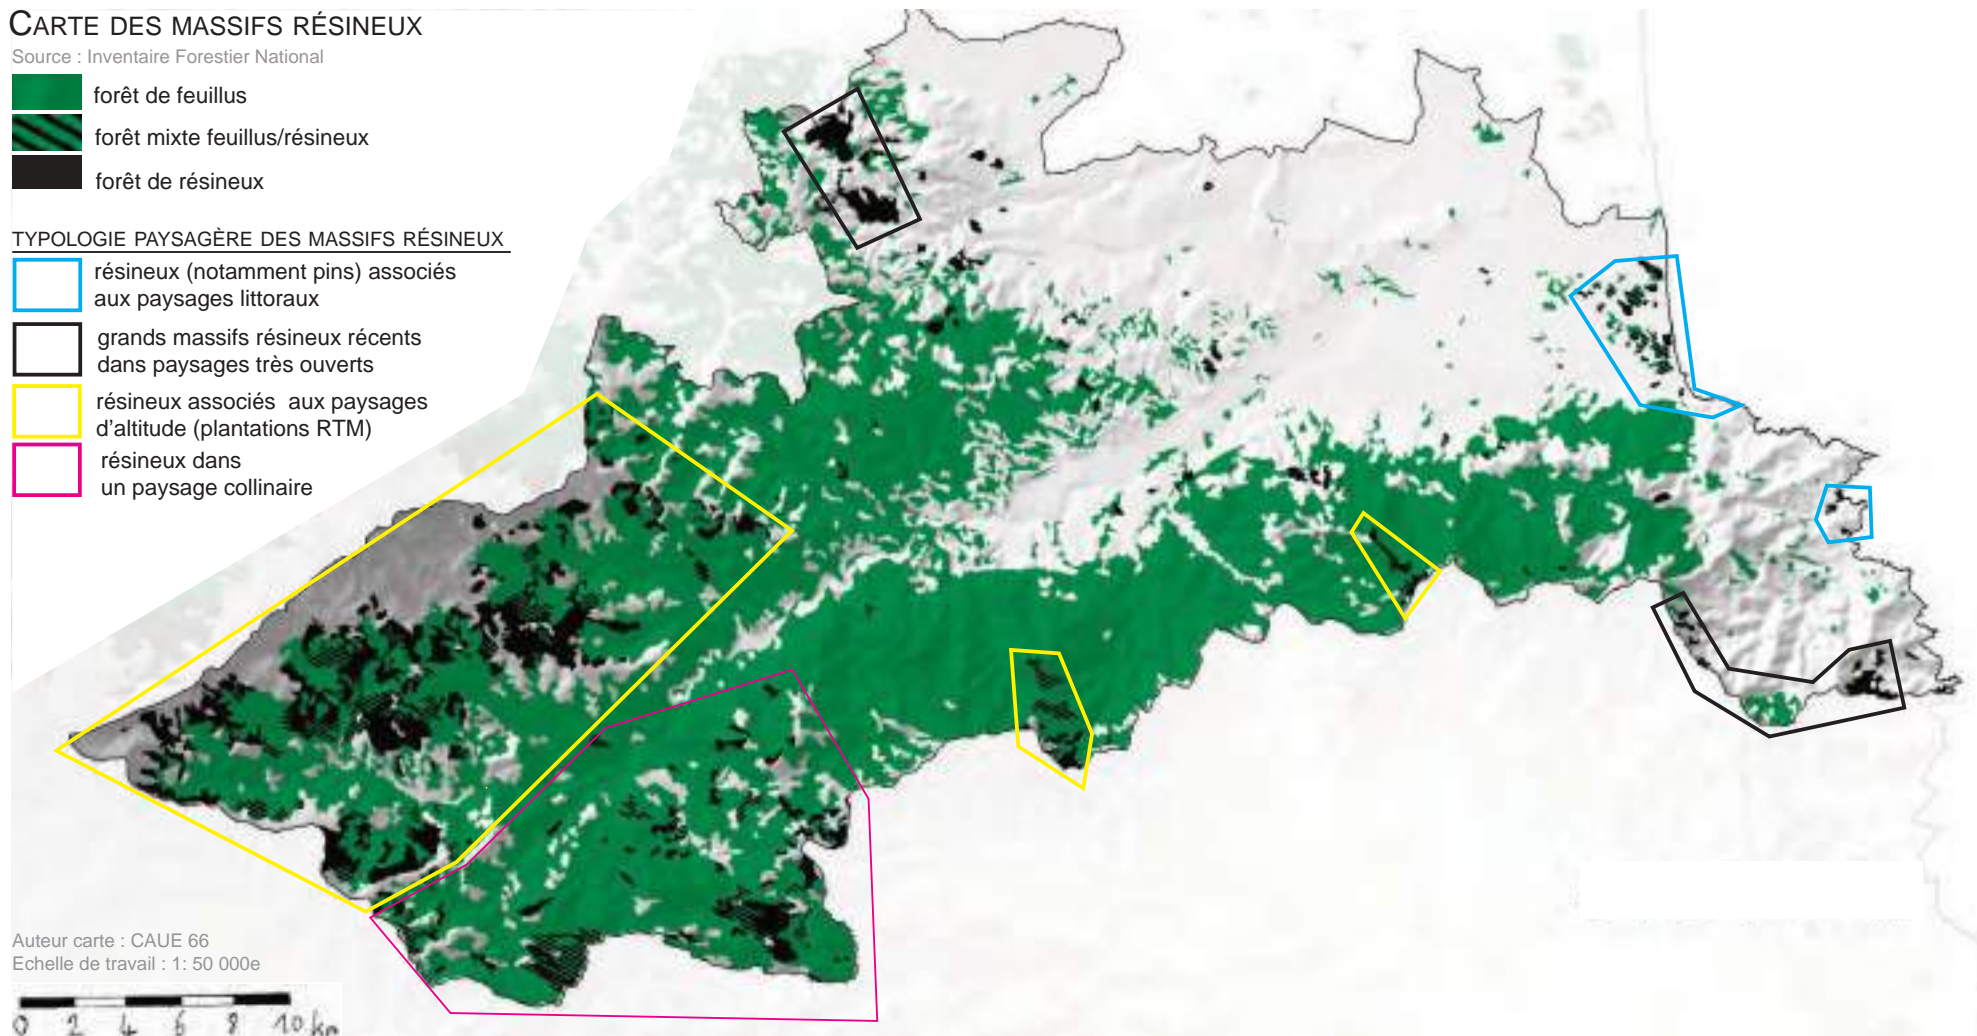 CARTE DES MASSIFS RÉSINEUX
Source : Inventaire Forestier National
forêt de feuillus
forêt mixte feuillus/résineux
forêt de résineux
TYPOLOGIE PAYSAGÈRE DES MASSIFS RÉSINEUX
résineux (notamment pins) associés
aux paysages littoraux
grands massifs résineux récents
dans paysages très ouverts
résineux associés aux paysages
d'altitude (plantations RTM)
résineux dans
un paysage collinaire
Auteur carte : CAUE 66
Echelle de travail : 1: 50 000e
0 2 4 6 8 10 km